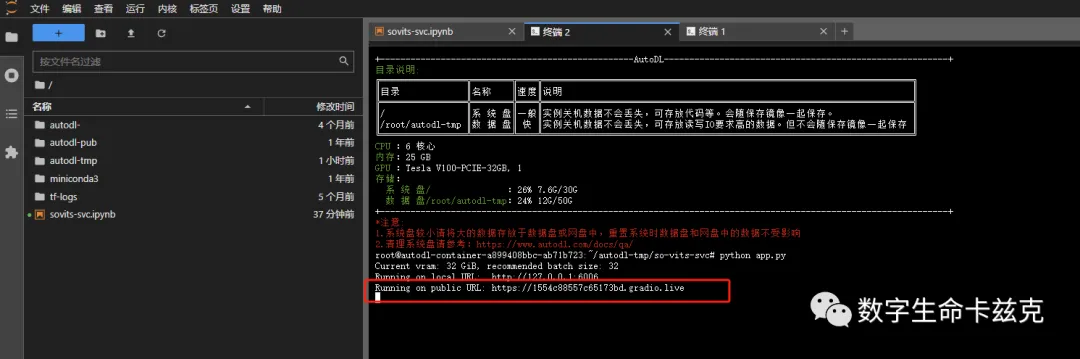 文件 编辑 查看 运行 内核 标签页 设置 帮助
按文件名过滤
/
名称 修改时间
autodl- 4 个月前
autodl-pub 1 年前
autodl-tmp 1 小时前
miniconda3 1 年前
tf-logs 5 个月前
sovits-svc.ipynb 37 分钟前
sovits-svc.ipynb 终端 2 终端 1
AutoDL
目录说明:
目录 名称 速度 说明
/ 系 统 盘 一般 实例关机数据不会丢失，可存放代码等。会随保存镜像一起保存。
/root/autodl-tmp 数 据 盘 快 实例关机数据不会丢失，可存放读写IO要求高的数据。但不会随保存镜像一起保存
CPU : 6 核心
内存: 25 GB
GPU : Tesla V100-PCIE-32GB, 1
存储:
系 统 盘/ : 26% 7.6G/30G
数 据 盘/root/autodl-tmp: 24% 12G/50G
*注意:
1.系统盘较小请将大的数据存放于数据盘或网盘中，重置系统时数据盘和网盘中的数据不受影响
2.清理系统盘请参考: https://www.autodl.com/docs/qa/
root@autodl-container-a899408bbc-ab71b723:~/autodl-tmp/so-vits-svc# python app.py
Current vram: 32 GiB, recommended batch size: 32
Running on local URL: http://127.0.0.1:6006
Running on public URL: https://1554c88557c65173bd.gradio.live
数字生命卡兹克